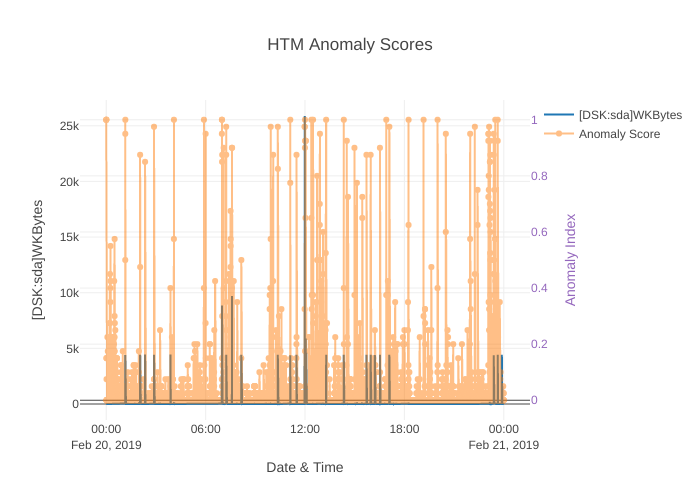 HTM Anomaly Scores
[DSK:sda]WKBytes
Anomaly Score
25k
20k
15k
10k
5k
0
[DSK:sda]WKBytes
1
0.8
0.6
0.4
0.2
0
Anomaly Index
00:00
Feb 20, 2019
06:00
12:00
18:00
00:00
Feb 21, 2019
Date & Time